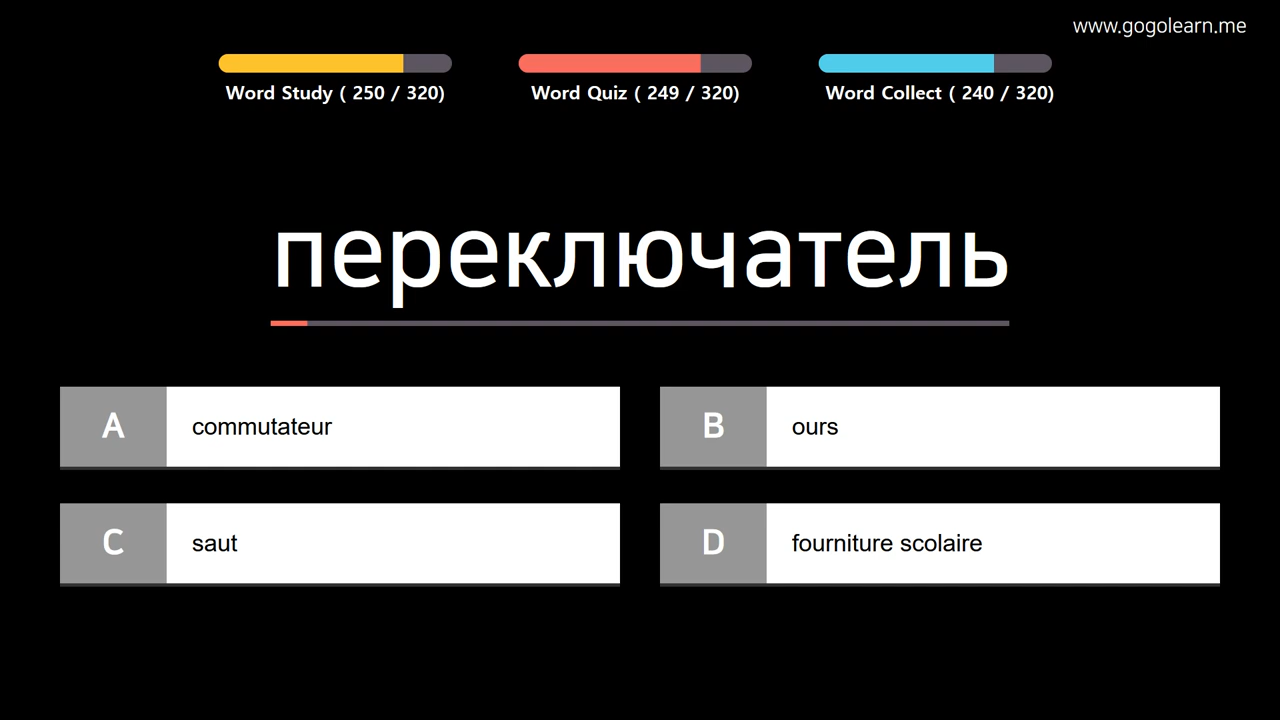 www.gogolearn.me
Word Study ( 250 / 320)
Word Quiz ( 249 / 320)
Word Collect ( 240 / 320)
переключатель
A
commutateur
B
ours
C
saut
D
fourniture scolaire